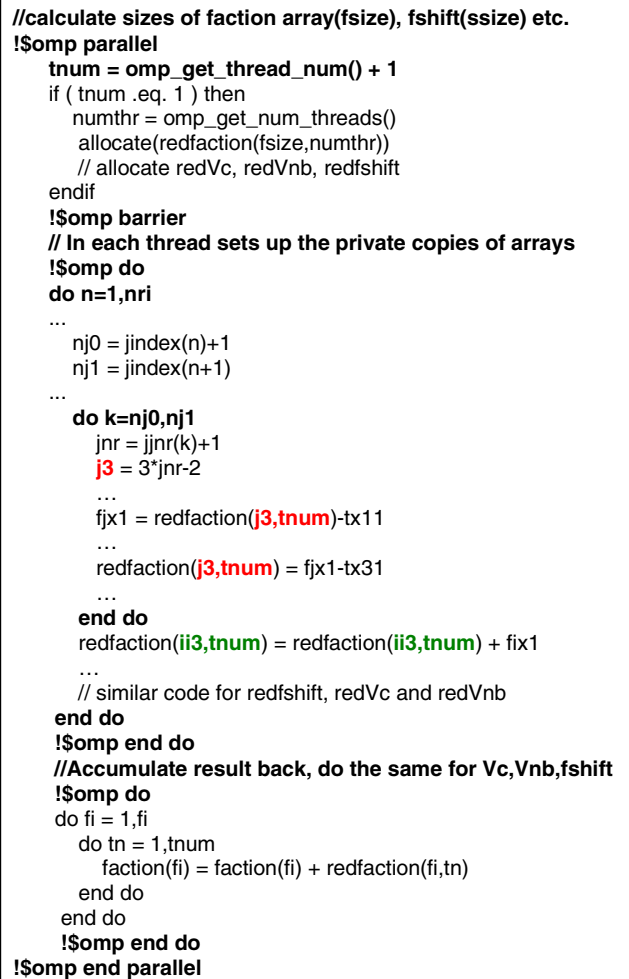 //calculate sizes of faction array(fsize), fshift(ssize) etc.
!$omp parallel
tnum = omp_get_thread_num() + 1
if ( tnum .eq. 1 ) then
numthr = omp_get_num_threads()
allocate(redfaction(fsize,numthr))
// allocate redVc, redVnb, redfshift
endif
!$omp barrier
// In each thread sets up the private copies of arrays
!$omp do
do n=1,nri
...
nj0 = jindex(n)+1
nj1 = jindex(n+1)
...
do k=nj0,nj1
jnr = jjnr(k)+1
j3 = 3*jnr-2
…
fjx1 = redfaction(j3,tnum)-tx11
…
redfaction(j3,tnum) = fjx1-tx31
…
end do
redfaction(ii3,tnum) = redfaction(ii3,tnum) + fix1
…
// similar code for redfshift, redVc and redVnb
end do
!$omp end do
//Accumulate result back, do the same for Vc,Vnb,fshift
!$omp do
do fi = 1,fi
do tn = 1,tnum
faction(fi) = faction(fi) + redfaction(fi,tn)
end do
end do
!$omp end do
!$omp end parallel